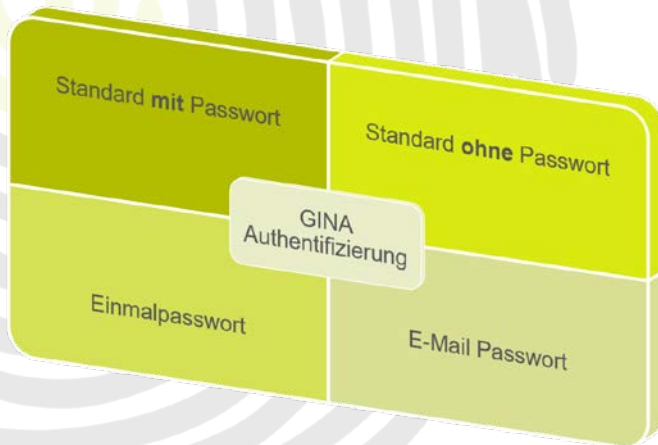 Standard mit Passwort
Standard ohne Passwort
GINA
Authentifizierung
Einmalpasswort
E-Mail Passwort